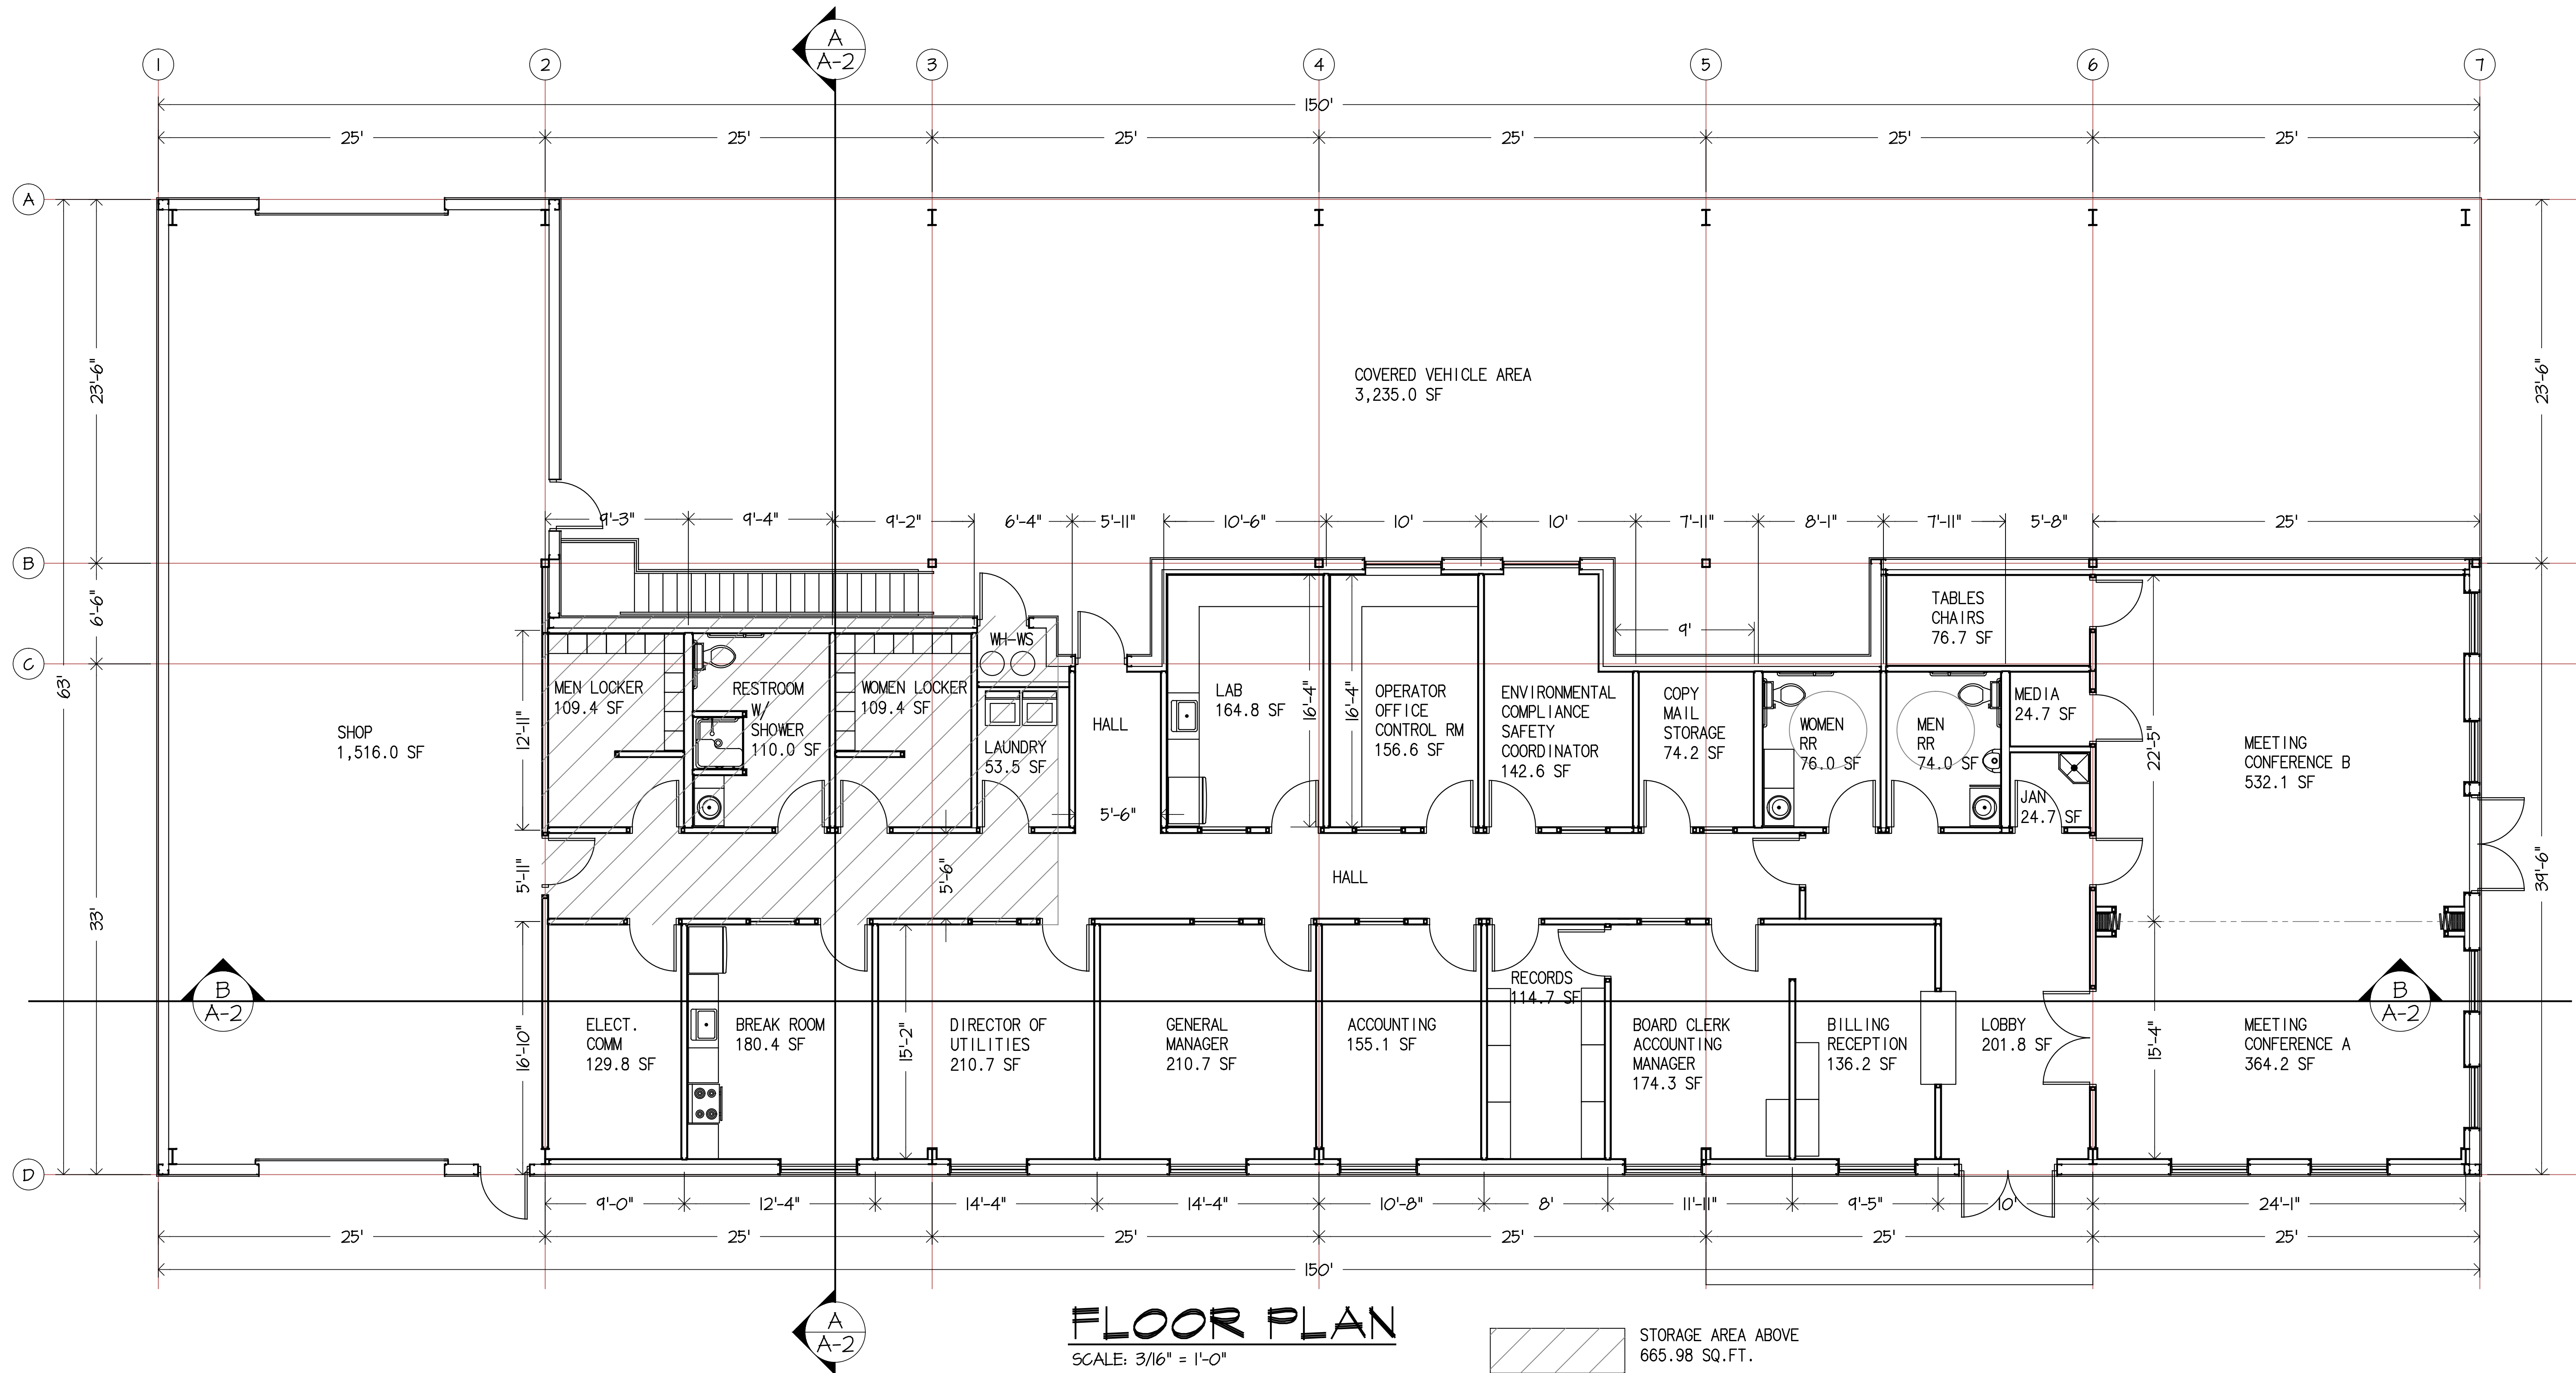 A
A-2
1
2
3
4
5
6
7
150'
25'
25'
25'
25'
25'
25'
A
B
C
D
63'
23'-6"
6'-6"
33'
23'-6"
39'-6"
COVERED VEHICLE AREA
3,235.0 SF
9'-3"
9'-4"
9'-2"
6'-4"
5'-11"
10'-6"
10'
10'
7'-11"
8'-1"
7'-11"
5'-8"
25'
9'
SHOP
1,516.0 SF
12'-11"
5'-11"
16'-10"
MEN LOCKER
109.4 SF
RESTROOM
W/
SHOWER
110.0 SF
WOMEN LOCKER
109.4 SF
WH-WS
LAUNDRY
53.5 SF
HALL
5'-6"
5'-6"
LAB
164.8 SF
16'-4"
16'-4"
OPERATOR
OFFICE
CONTROL RM
156.6 SF
ENVIRONMENTAL
COMPLIANCE
SAFETY
COORDINATOR
142.6 SF
COPY
MAIL
STORAGE
74.2 SF
WOMEN
RR
76.0 SF
MEN
RR
74.0 SF
TABLES
CHAIRS
76.7 SF
MEDIA
24.7 SF
JAN
24.7 SF
22'-5"
MEETING
CONFERENCE B
532.1 SF
HALL
B
A-2
ELECT.
COMM
129.8 SF
BREAK ROOM
180.4 SF
15'-2"
DIRECTOR OF
UTILITIES
210.7 SF
GENERAL
MANAGER
210.7 SF
ACCOUNTING
155.1 SF
RECORDS
114.7 SF
BOARD CLERK
ACCOUNTING
MANAGER
174.3 SF
BILLING
RECEPTION
136.2 SF
LOBBY
201.8 SF
15'-4"
MEETING
CONFERENCE A
364.2 SF
B
A-2
9'-0"
12'-4"
14'-4"
14'-4"
10'-8"
8'
11'-11"
9'-5"
10'
24'-1"
25'
25'
25'
25'
25'
25'
150'
A
A-2
FLOOR PLAN
SCALE: 3/16" = 1'-0"
STORAGE AREA ABOVE
665.98 SQ.FT.